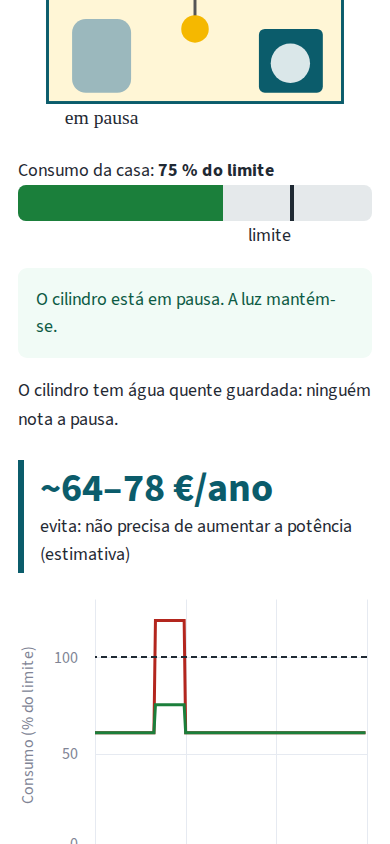 em pausa
Consumo da casa: 75 % do limite
limite
O cilindro está em pausa. A luz mantém-
se.
O cilindro tem água quente guardada: ninguém
nota a pausa.
~64–78 €/ano
evita: não precisa de aumentar a potência
(estimativa)
Consumo (% do limite)
100
50
0